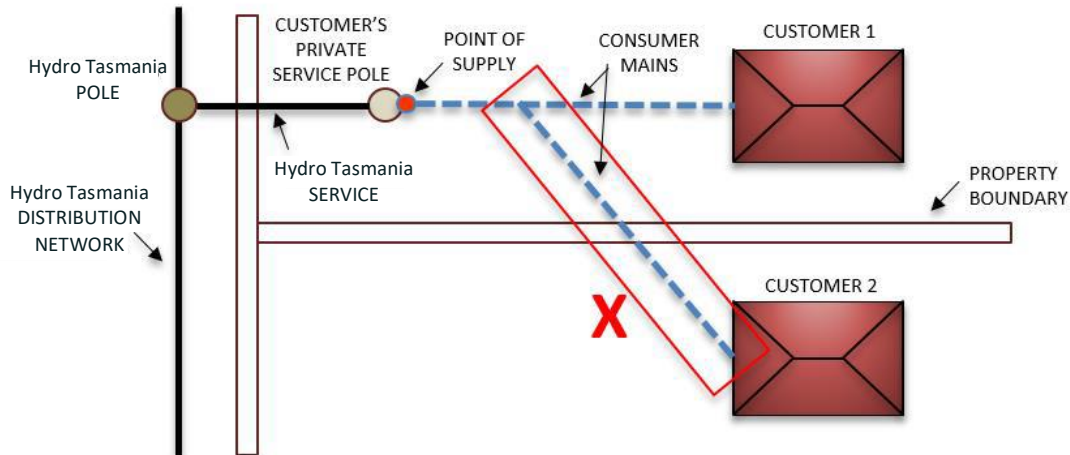 Hydro Tasmania
POLE
CUSTOMER'S
PRIVATE
SERVICE POLE
POINT OF
SUPPLY
CONSUMER
MAINS
CUSTOMER 1
Hydro Tasmania
SERVICE
Hydro Tasmania
DISTRIBUTION
NETWORK
PROPERTY
BOUNDARY
CUSTOMER 2
X